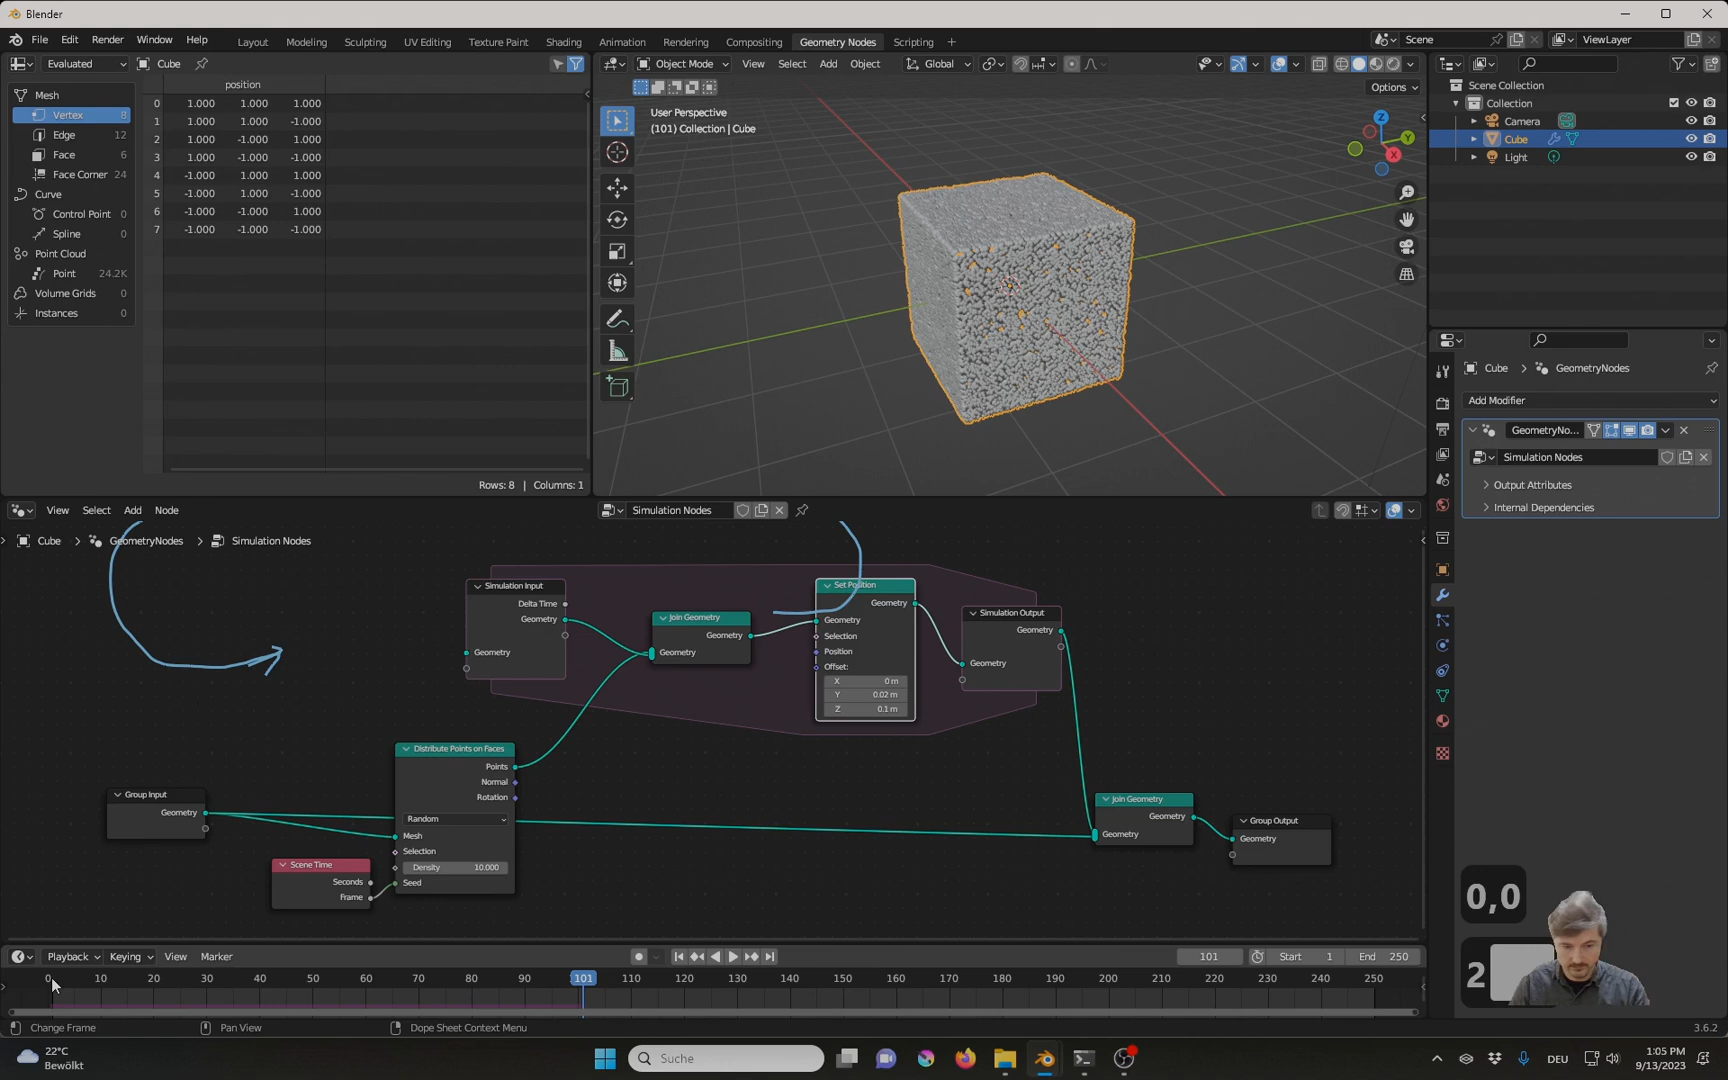 Blender
File Edit Render Window Help
Layout Modeling Sculpting UV Editing Texture Paint Shading Animation Rendering Compositing Geometry Nodes Scripting
Scene ViewLayer
Evaluated Cube
Object Mode View Select Add Object Global
Options
position
Mesh
Vertex 8
Edge 12
Face 6
Face Corner 24
Curve
Control Point 0
Spline 0
Point Cloud
Point 24.2K
Volume Grids 0
Instances 0
0 1.000 1.000 1.000
1 1.000 1.000 -1.000
2 1.000 -1.000 1.000
3 1.000 -1.000 -1.000
4 -1.000 1.000 1.000
5 -1.000 1.000 -1.000
6 -1.000 -1.000 1.000
7 -1.000 -1.000 -1.000
Rows: 8 | Columns: 1
User Perspective
(101) Collection | Cube
Z
Y
X
Scene Collection
Collection
Camera
Cube
Light
Cube GeometryNodes
Add Modifier
GeometryNo...
Simulation Nodes
Output Attributes
Internal Dependencies
View Select Add Node
Simulation Nodes
Cube GeometryNodes Simulation Nodes
Simulation Input
Delta Time
Geometry
Geometry
Join Geometry
Geometry
Geometry
Set Position
Geometry
Geometry
Selection
Position
Offset:
X 0 m
Y 0.02 m
Z 0.1 m
Simulation Output
Geometry
Geometry
Distribute Points on Faces
Points
Normal
Rotation
Random
Mesh
Selection
Density 10.000
Seed
Group Input
Geometry
Scene Time
Seconds
Frame
Join Geometry
Geometry
Geometry
Group Output
Geometry
0,0
2
Playback Keying View Marker
101 Start 1 End 250
0 10 20 30 40 50 60 70 80 90 101 110 120 130 140 150 160 170 180 190 200 210 220 230 240 250
Change Frame Pan View Dope Sheet Context Menu
3.6.2
22°C
Bewölkt
Suche
DEU
1:05 PM
9/13/2023